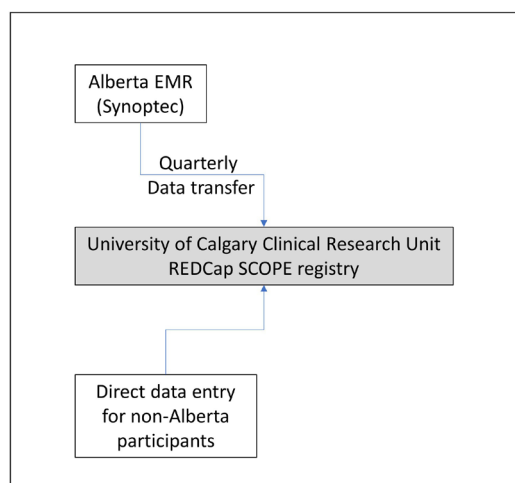 Alberta EMR
(Synoptec)
Quarterly
Data transfer
University of Calgary Clinical Research Unit
REDCap SCOPE registry
Direct data entry
for non-Alberta
participants